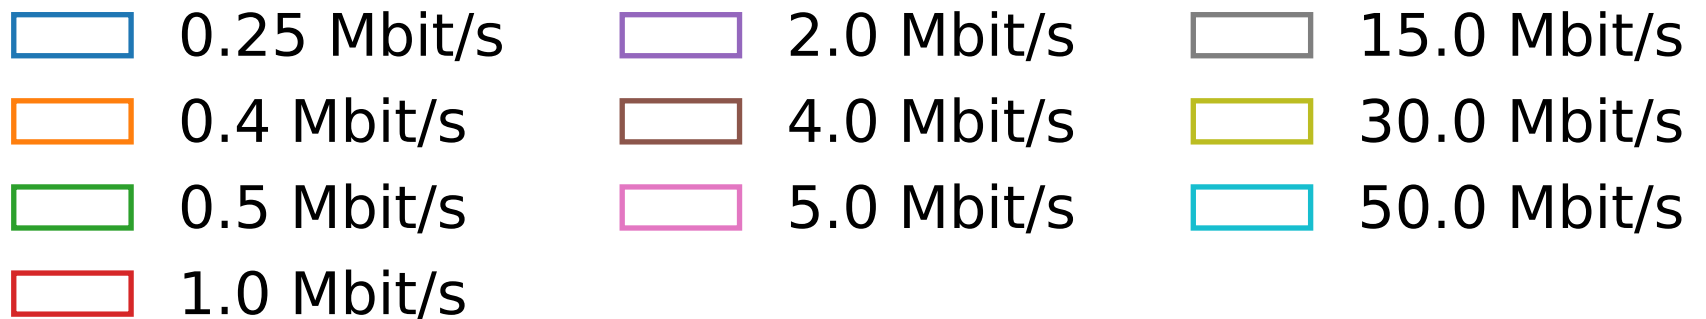 0.25 Mbit/s
0.4 Mbit/s
0.5 Mbit/s
1.0 Mbit/s
2.0 Mbit/s
4.0 Mbit/s
5.0 Mbit/s
15.0 Mbit/s
30.0 Mbit/s
50.0 Mbit/s